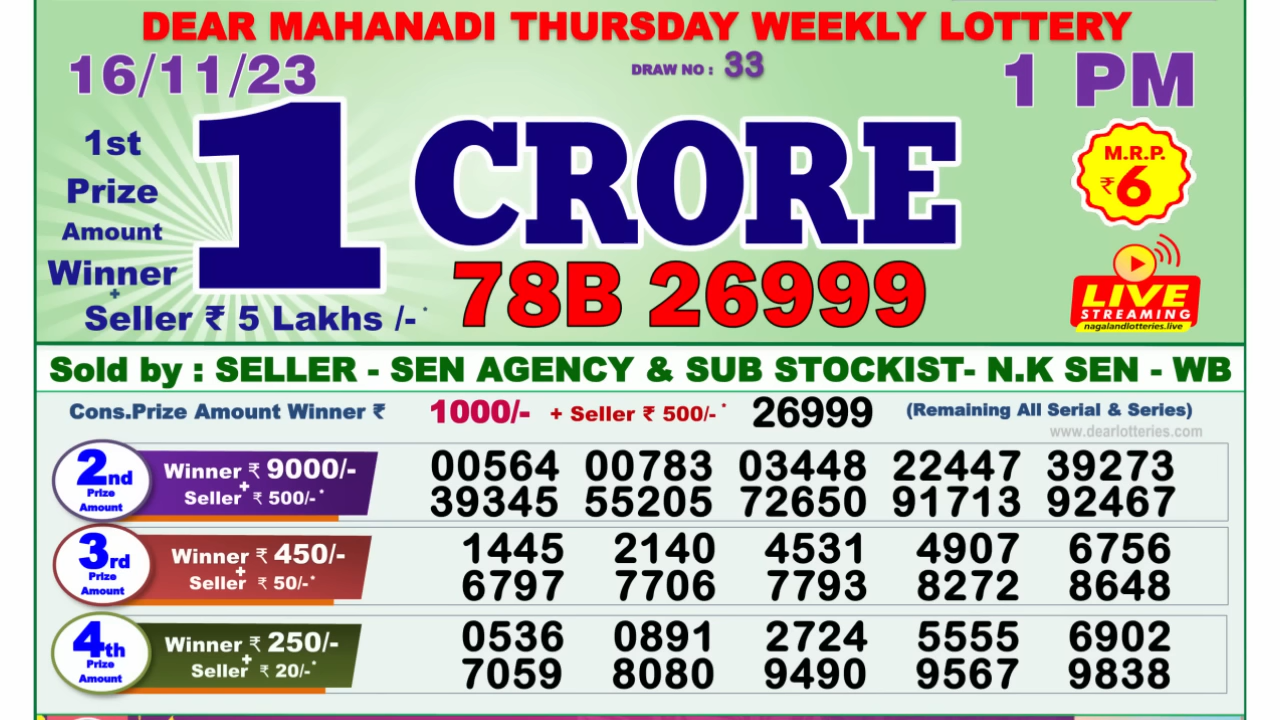 DEAR MAHANADI THURSDAY WEEKLY LOTTERY
16/11/23
DRAW NO : 33
1 PM
1st
Prize
Amount
Winner
+
Seller ₹ 5 Lakhs /-*
1 CRORE
78B 26999
M.R.P.
₹6
LIVE
STREAMING
nagalandlotteries.live
Sold by : SELLER - SEN AGENCY & SUB STOCKIST- N.K SEN - WB
Cons.Prize Amount Winner ₹ 1000/- + Seller ₹ 500/-* 26999 (Remaining All Serial & Series)
www.dearlotteries.com
2nd
Prize
Amount
Winner ₹ 9000/-
+
Seller ₹ 500/-*
00564 00783 03448 22447 39273
39345 55205 72650 91713 92467
3rd
Prize
Amount
Winner ₹ 450/-
+
Seller ₹ 50/-*
1445 2140 4531 4907 6756
6797 7706 7793 8272 8648
4th
Prize
Amount
Winner ₹ 250/-
+
Seller ₹ 20/-*
0536 0891 2724 5555 6902
7059 8080 9490 9567 9838